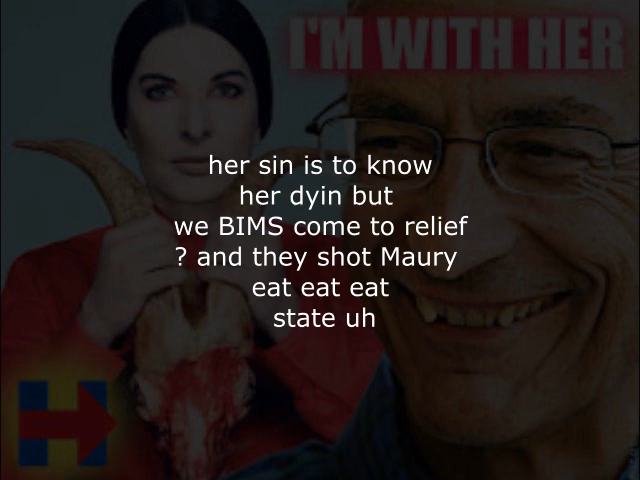 I'M WITH HER
her sin is to know
her dyin but
we BIMS come to relief
? and they shot Maury
eat eat eat
state uh
H